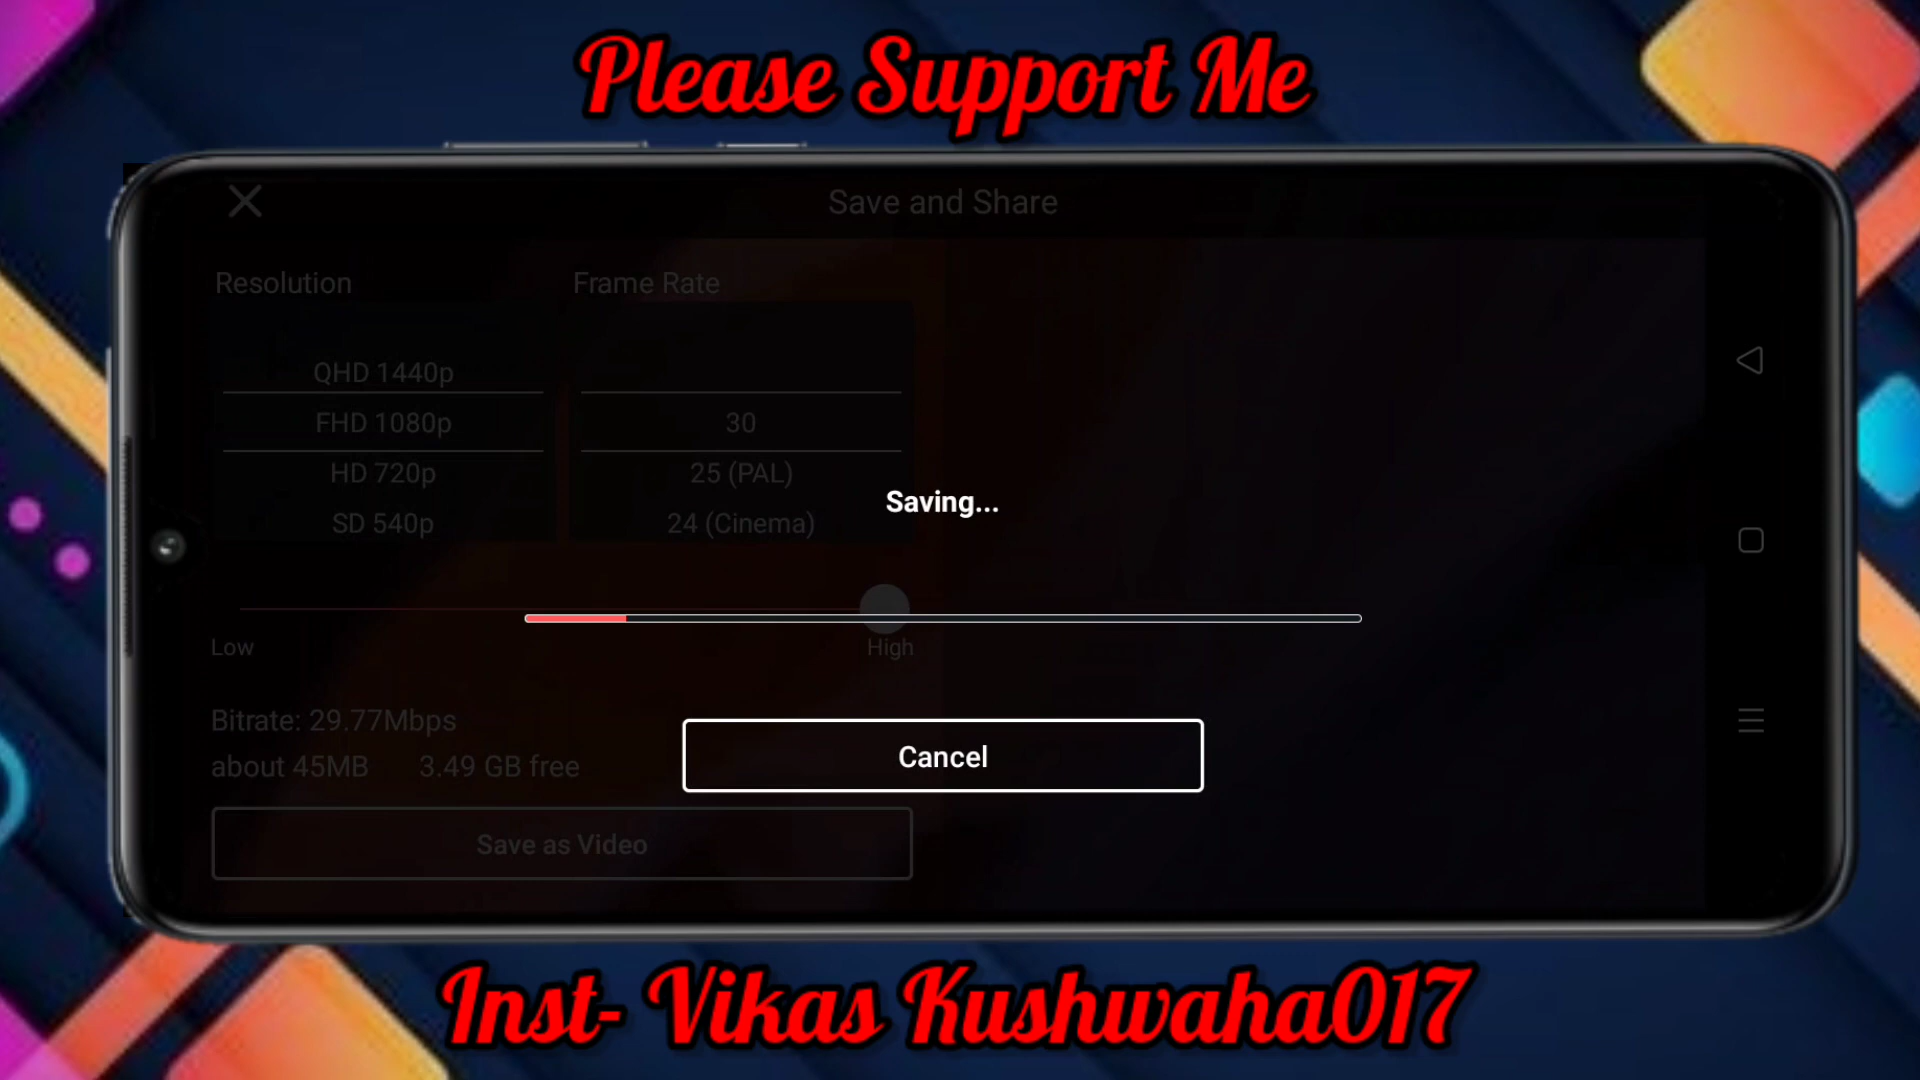 Please Support Me
Save and Share
Resolution
Frame Rate
QHD 1440p
FHD 1080p
30
HD 720p
25 (PAL)
SD 540p
24 (Cinema)
Saving...
Low
High
Bitrate: 29.77Mbps
about 45MB 3.49 GB free
Cancel
Save as Video
Inst- Vikas Kushwaha017